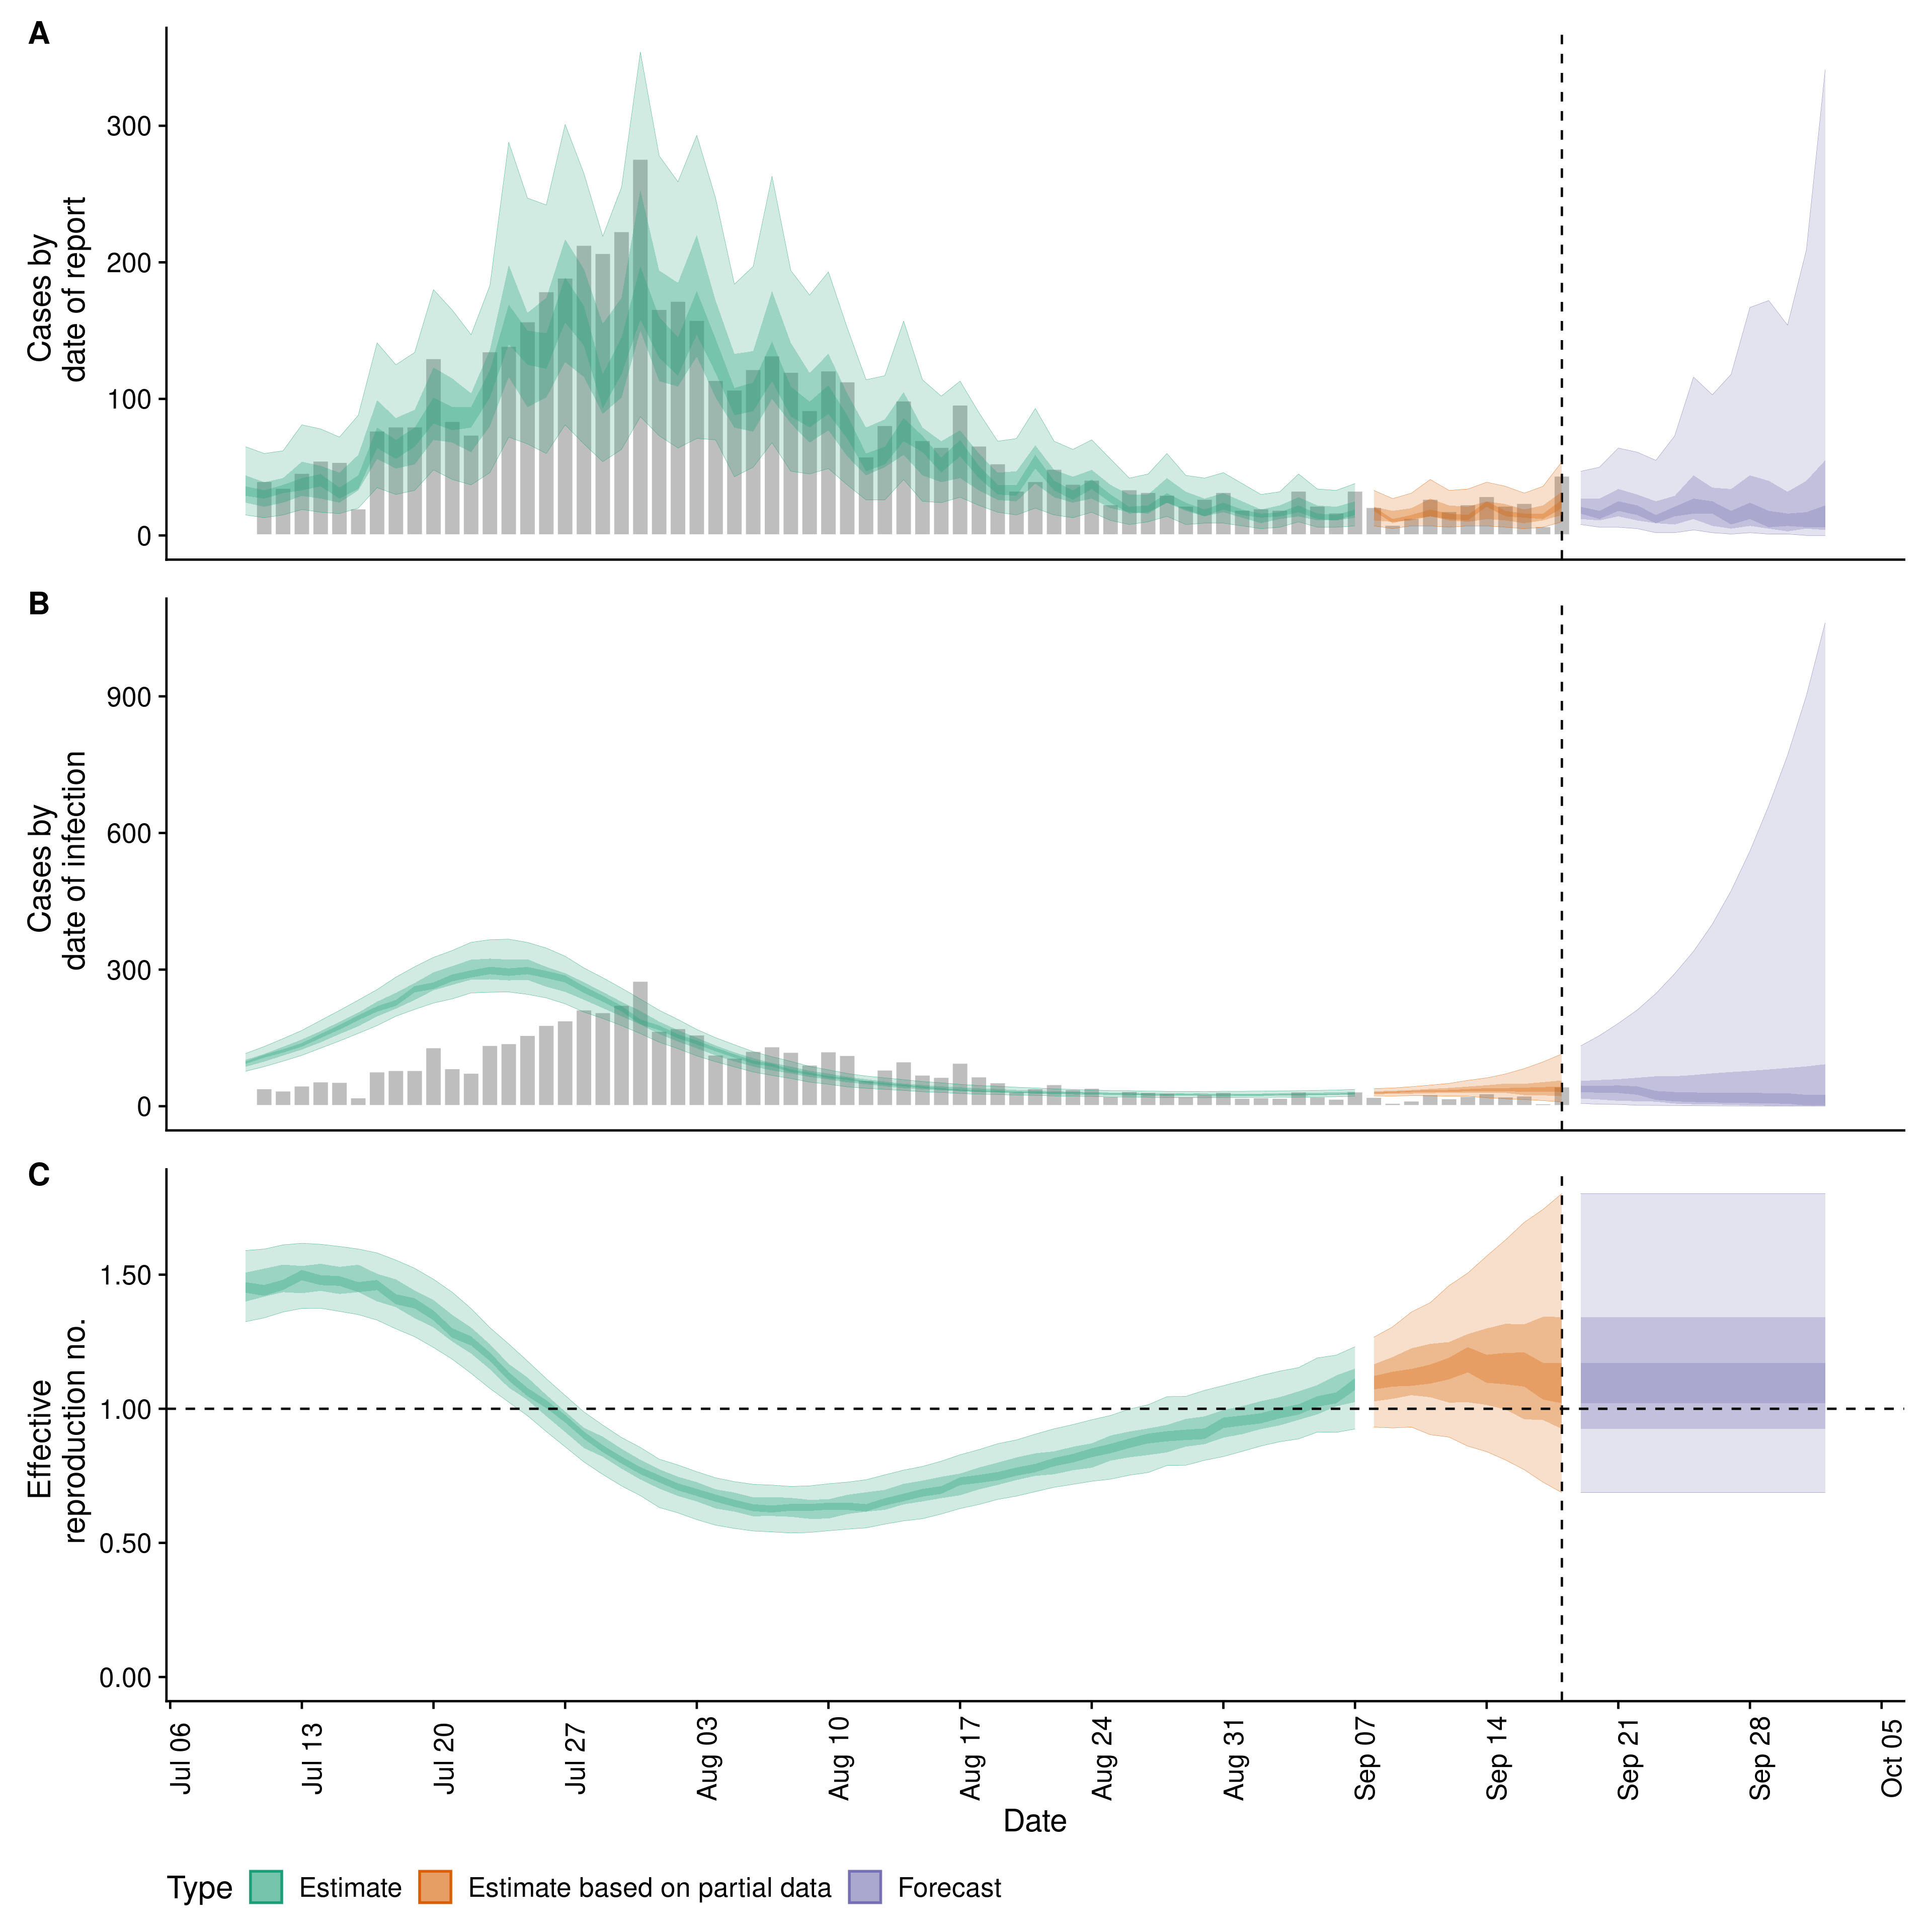 A
Cases by
date of report
300
200
100
0
B
Cases by
date of infection
900
600
300
0
C
Effective
reproduction no.
1.50
1.00
0.50
0.00
Jul 06
Jul 13
Jul 20
Jul 27
Aug 03
Aug 10
Aug 17
Aug 24
Aug 31
Sep 07
Sep 14
Sep 21
Sep 28
Oct 05
Date
Type Estimate Estimate based on partial data Forecast